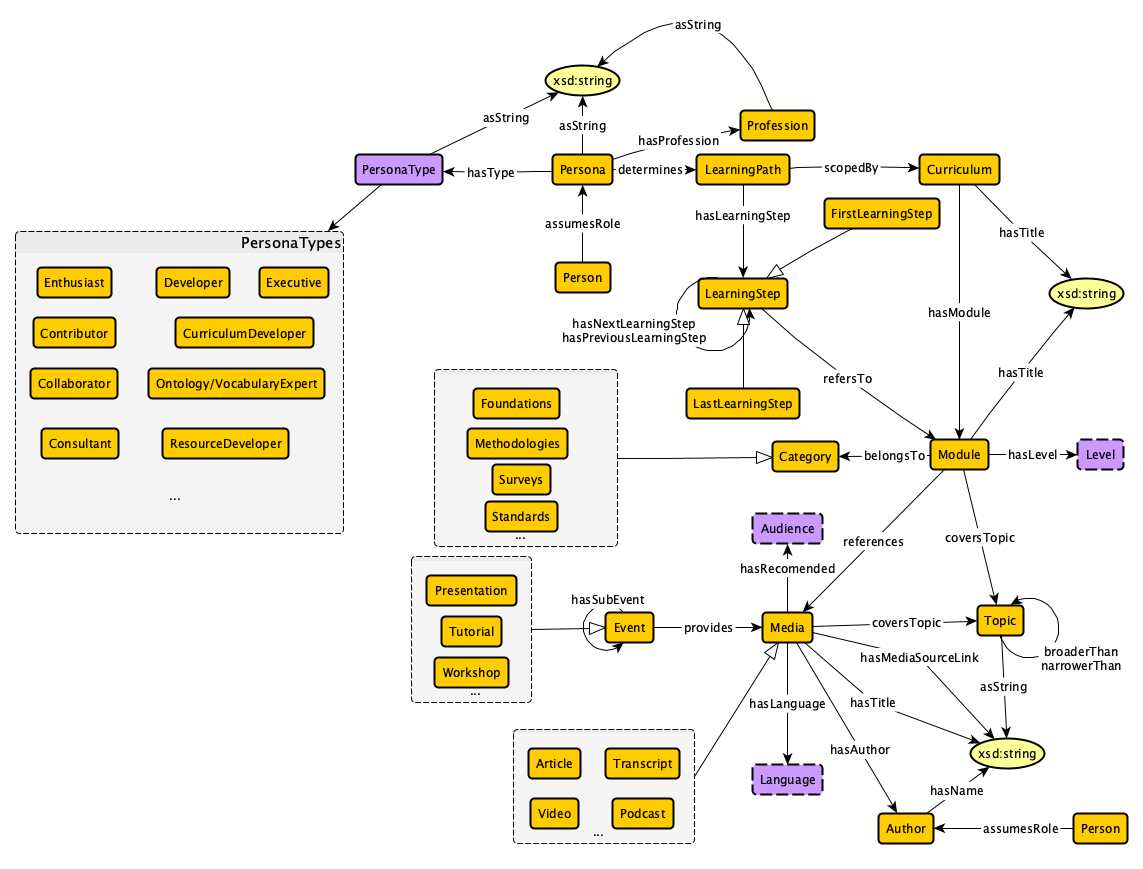 asString
xsd:string
asString
asString
Profession
hasProfession
PersonaType
hasType
Persona
determines
LearningPath
scopedBy
Curriculum
hasLearningStep
FirstLearningStep
assumesRole
hasTitle
PersonaTypes
Person
Enthusiast
Developer
Executive
LearningStep
xsd:string
hasModule
Contributor
CurriculumDeveloper
hasNextLearningStep
hasPreviousLearningStep
hasTitle
refersTo
Collaborator
Ontology/VocabularyExpert
LastLearningStep
Foundations
Consultant
ResourceDeveloper
Methodologies
Category
belongsTo
Module
hasLevel
Level
Surveys
...
Standards
...
Audience
references
coversTopic
hasRecomended
Presentation
hasSubEvent
Tutorial
Event
provides
Media
coversTopic
Topic
broaderThan
narrowerThan
hasMediaSourceLink
Workshop
...
asString
hasLanguage
hasTitle
hasAuthor
xsd:string
Article
Transcript
Language
hasName
Video
Podcast
...
Author
assumesRole
Person